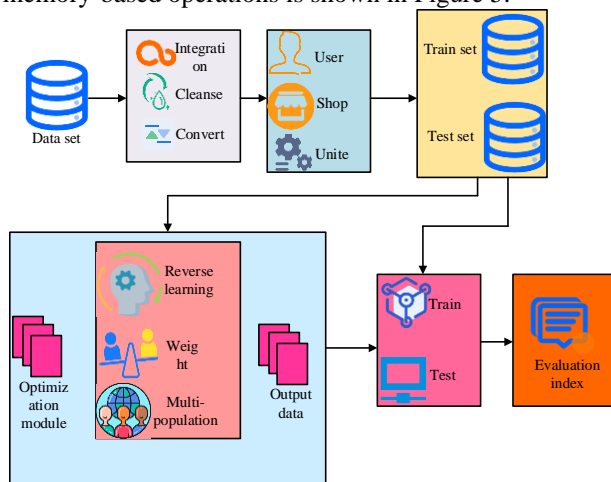 memory-based operations is shown in Figure 5.
Data set
Integrati
on
Cleanse
Convert
User
Shop
Unite
Train set
Test set
Optimiz
ation
module
Reverse
learning
Weig
ht
Multi-
population
Output
data
Train
Test
Evaluation
index